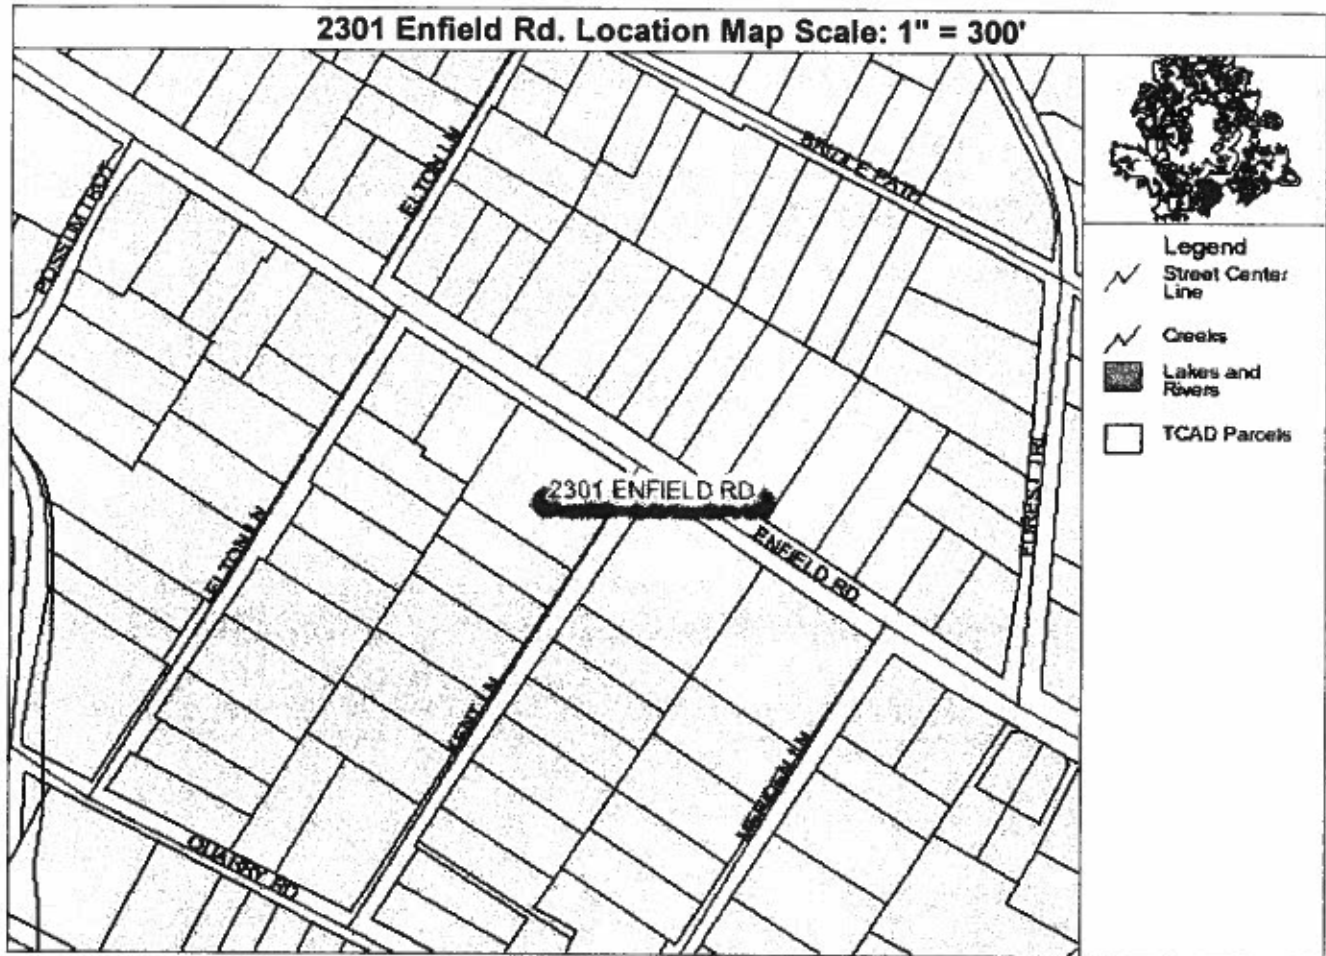 2301 Enfield Rd. Location Map Scale: 1" = 300'
ELTON LN
BRIDLE PATH
POSSUM TROT
Legend
Street Center
Line
Creeks
Lakes and
Rivers
TCAD Parcels
FOREST TRL
2301 ENFIELD RD
ENFIELD RD
ELTON LN
KENT LN
MERIDEN LN
QUARRY RD